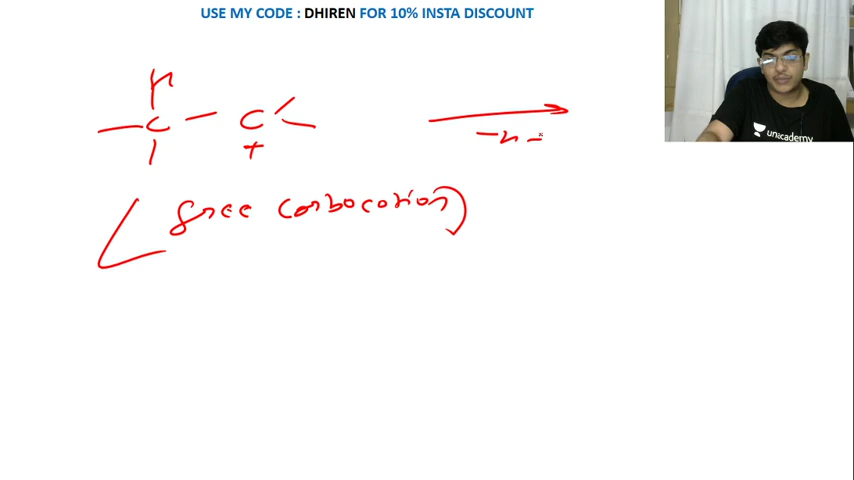 USE MY CODE : DHIREN FOR 10% INSTA DISCOUNT
H
C - C
+
-H
free carbocation)
unacademy